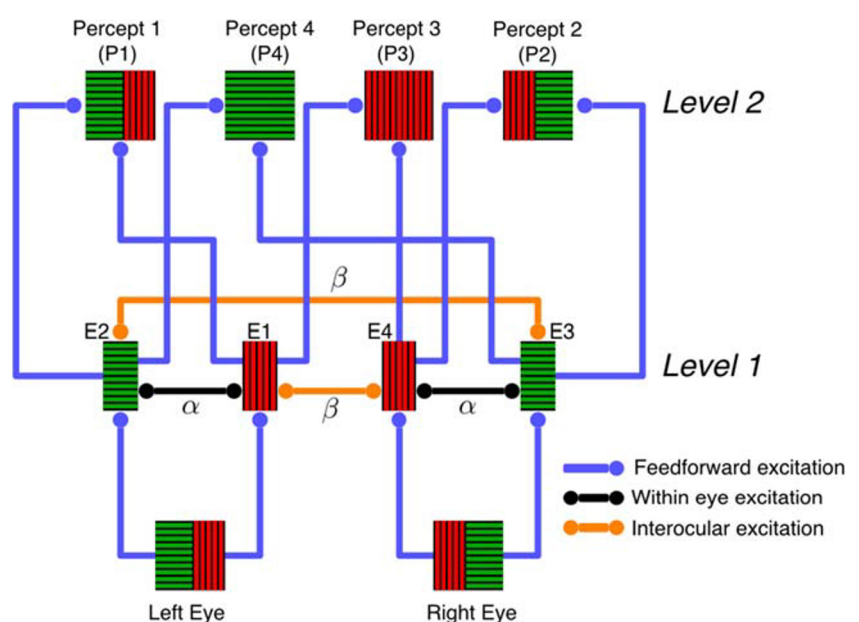 Percept 1
(P1)
Percept 4
(P4)
Percept 3
(P3)
Percept 2
(P2)
Level 2
β
E2
E1
E4
E3
Level 1
α
β
α
Feedforward excitation
Within eye excitation
Interocular excitation
Left Eye
Right Eye